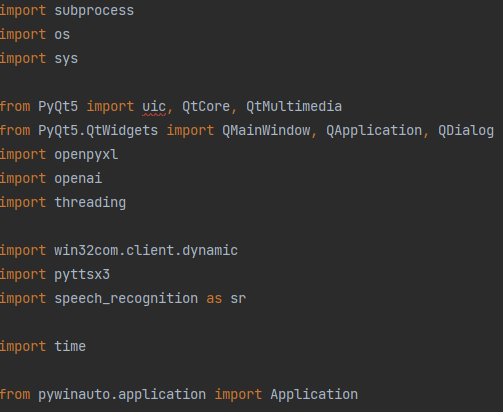 import subprocess
import os
import sys
from PyQt5 import uic, QtCore, QtMultimedia
from PyQt5.QtWidgets import QMainWindow, QApplication, QDialog
import openpyxl
import openai
import threading
import win32com.client.dynamic
import pyttsx3
import speech_recognition as sr
import time
from pywinauto.application import Application